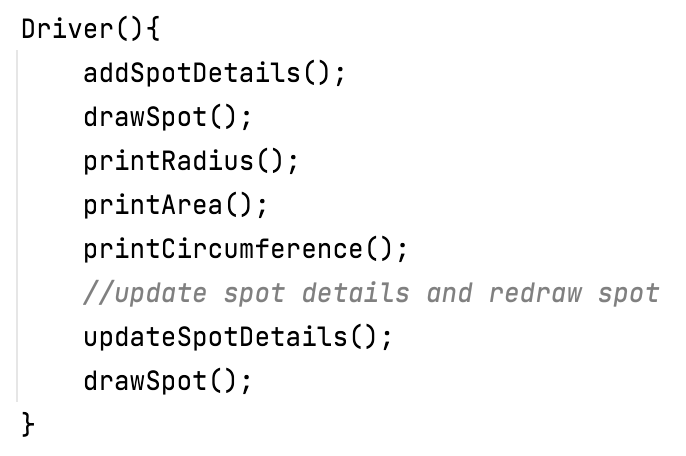 Driver(){
    addSpotDetails();
    drawSpot();
    printRadius();
    printArea();
    printCircumference();
    //update spot details and redraw spot
    updateSpotDetails();
    drawSpot();
}